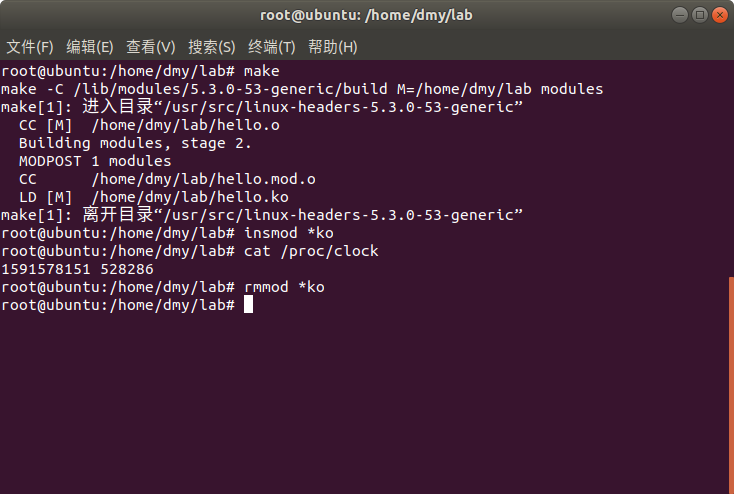 root@ubuntu: /home/dmy/lab
文件(F) 编辑(E) 查看(V) 搜索(S) 终端(T) 帮助(H)
root@ubuntu:/home/dmy/lab# make
make -C /lib/modules/5.3.0-53-generic/build M=/home/dmy/lab modules
make[1]: 进入目录“/usr/src/linux-headers-5.3.0-53-generic”
  CC [M]  /home/dmy/lab/hello.o
  Building modules, stage 2.
  MODPOST 1 modules
  CC      /home/dmy/lab/hello.mod.o
  LD [M]  /home/dmy/lab/hello.ko
make[1]: 离开目录“/usr/src/linux-headers-5.3.0-53-generic”
root@ubuntu:/home/dmy/lab# insmod *ko
root@ubuntu:/home/dmy/lab# cat /proc/clock
1591578151 528286
root@ubuntu:/home/dmy/lab# rmmod *ko
root@ubuntu:/home/dmy/lab#